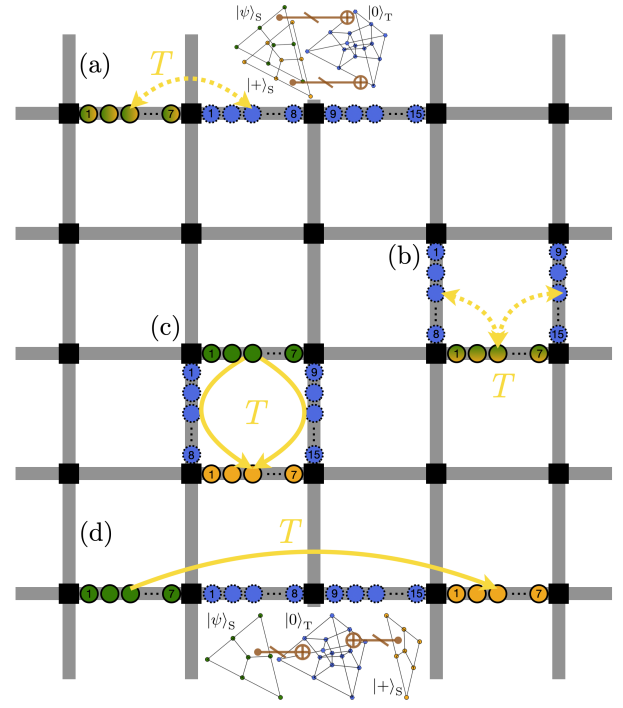 |ψ⟩S |0⟩T
(a) T
|+⟩S
1 7 1 8 9 15
(b) 1 9
8 15
1 7
T
(c) 1 7
1 9
T
8 15
1 7
(d) T
1 7 1 8 9 15 1 7
|ψ⟩S |0⟩T
|+⟩S